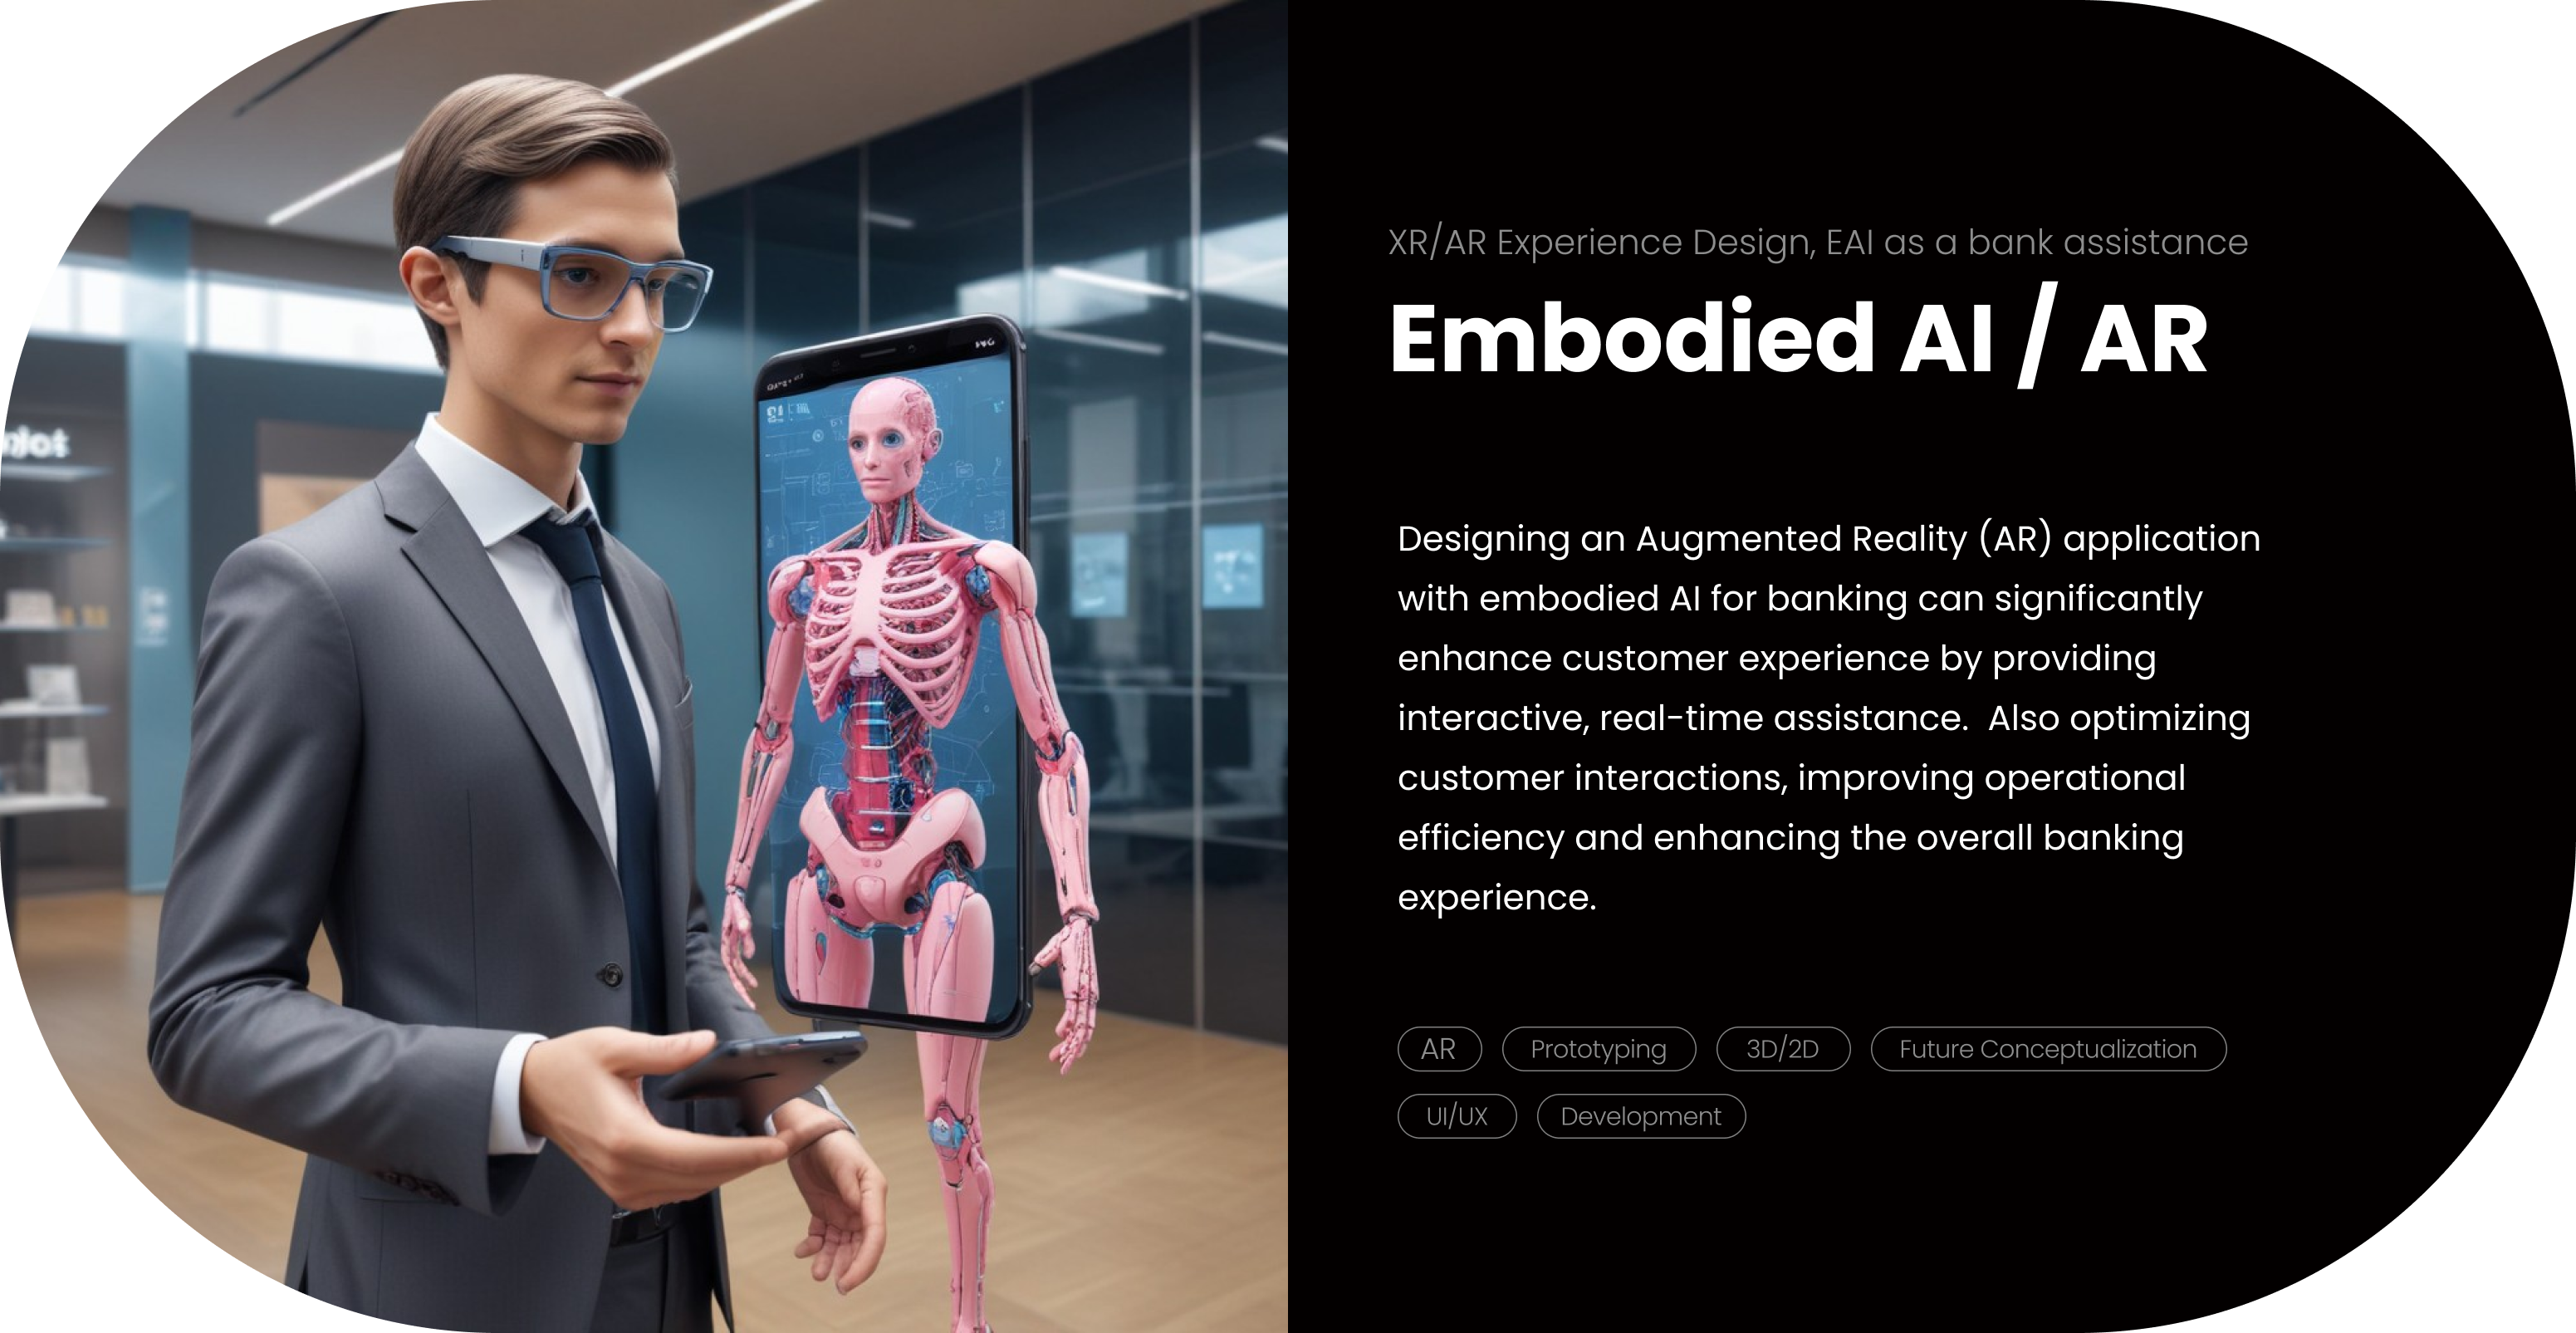 XR/AR Experience Design, EAI as a bank assistance
Embodied AI / AR
Designing an Augmented Reality (AR) application
with embodied AI for banking can significantly
enhance customer experience by providing
interactive, real-time assistance.  Also optimizing
customer interactions, improving operational
efficiency and enhancing the overall banking
experience.
AR Prototyping 3D/2D Future Conceptualization
UI/UX Development